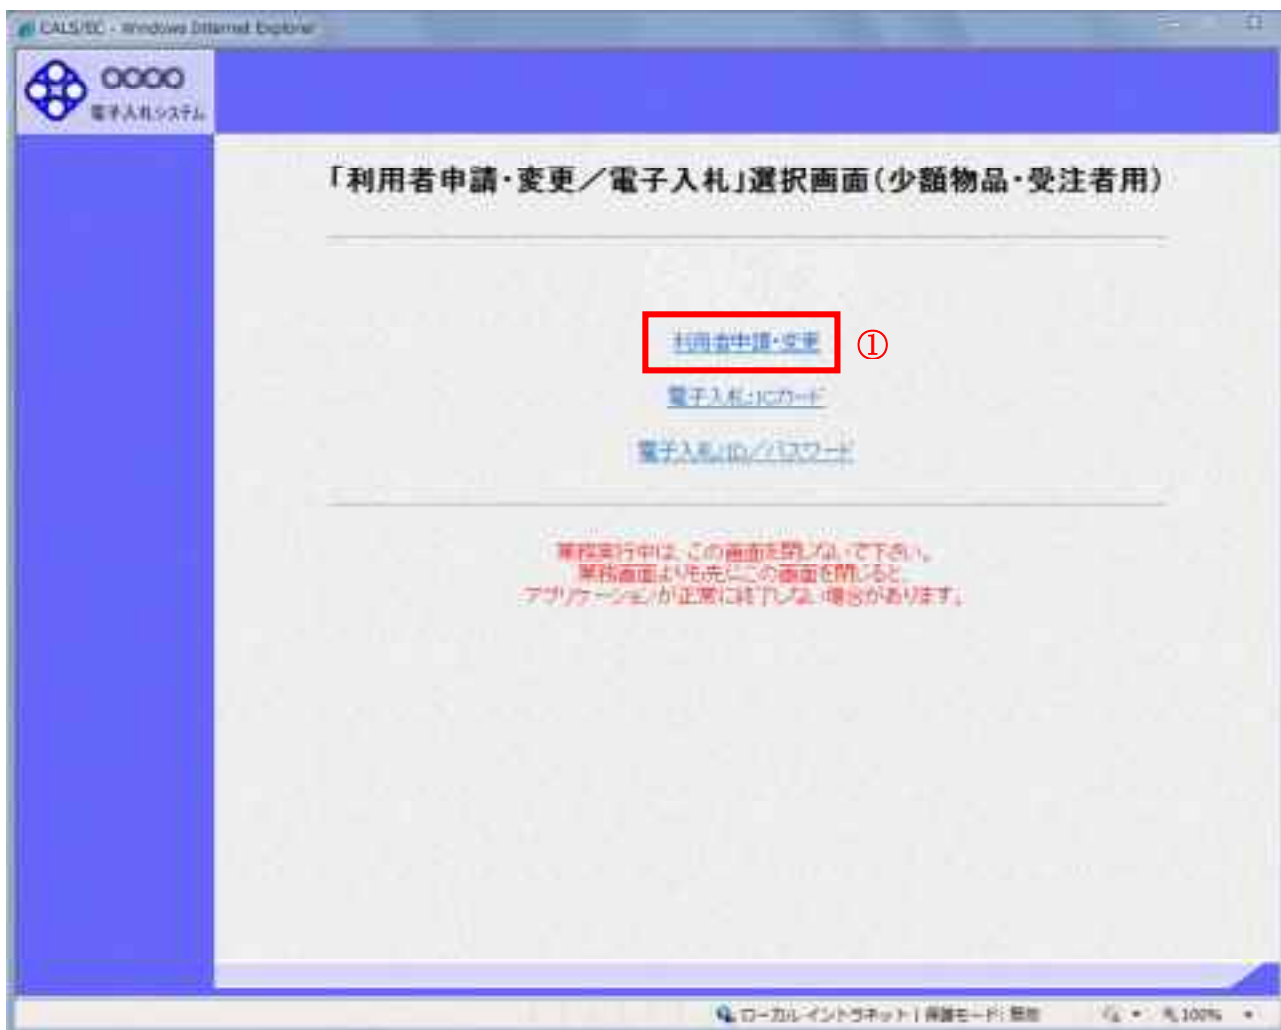 CALS/EC - Windows Internet Explorer
〇〇〇〇
電子入札システム
「利用者申請・変更／電子入札」選択画面(少額物品・受注者用)
利用者申請・変更
①
電子入札:ICカード
電子入札:ID／パスワード
業務実行中は、この画面を閉じないで下さい。
業務画面よりも先にこの画面を閉じると、
アプリケーションが正常に終了しない場合があります。
ローカル イントラネット | 保護モード: 無効
100%